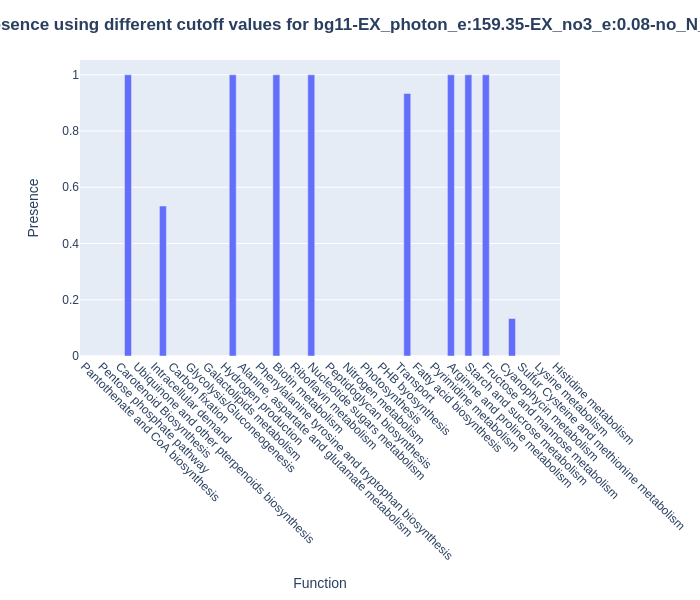 sence using different cutoff values for bg11-EX_photon_e:159.35-EX_no3_e:0.08-no_N_
1
0.8
0.6
0.4
0.2
0
Presence
Pantothenate and CoA biosynthesis
Pentose phosphate pathway
Carotenoid Biosynthesis
Ubiquinone and other pterpenoids biosynthesis
Intracellular demand
Carbon fixation
Glycolysis/Gluconeogenesis
Galactolipids metabolism
Hydrogen production
Alanine, aspartate and glutamate metabolism
Phenylalanine tyrosine and tryptophan biosynthesis
Biotin metabolism
Riboflavin metabolism
Nucleotide sugars metabolism
Peptidoglycan biosynthesis
Nitrogen metabolism
Photosynthesis
PHB biosynthesis
Transport
Fatty acid biosynthesis
Pyrimidine metabolism
Arginine and proline metabolism
Starch and sucrose metabolism
Fructose and mannose metabolism
Cyanophycin metabolism
Sulfur Cysteine and methionine metabolism
Lysine metabolism
Histidine metabolism
Function